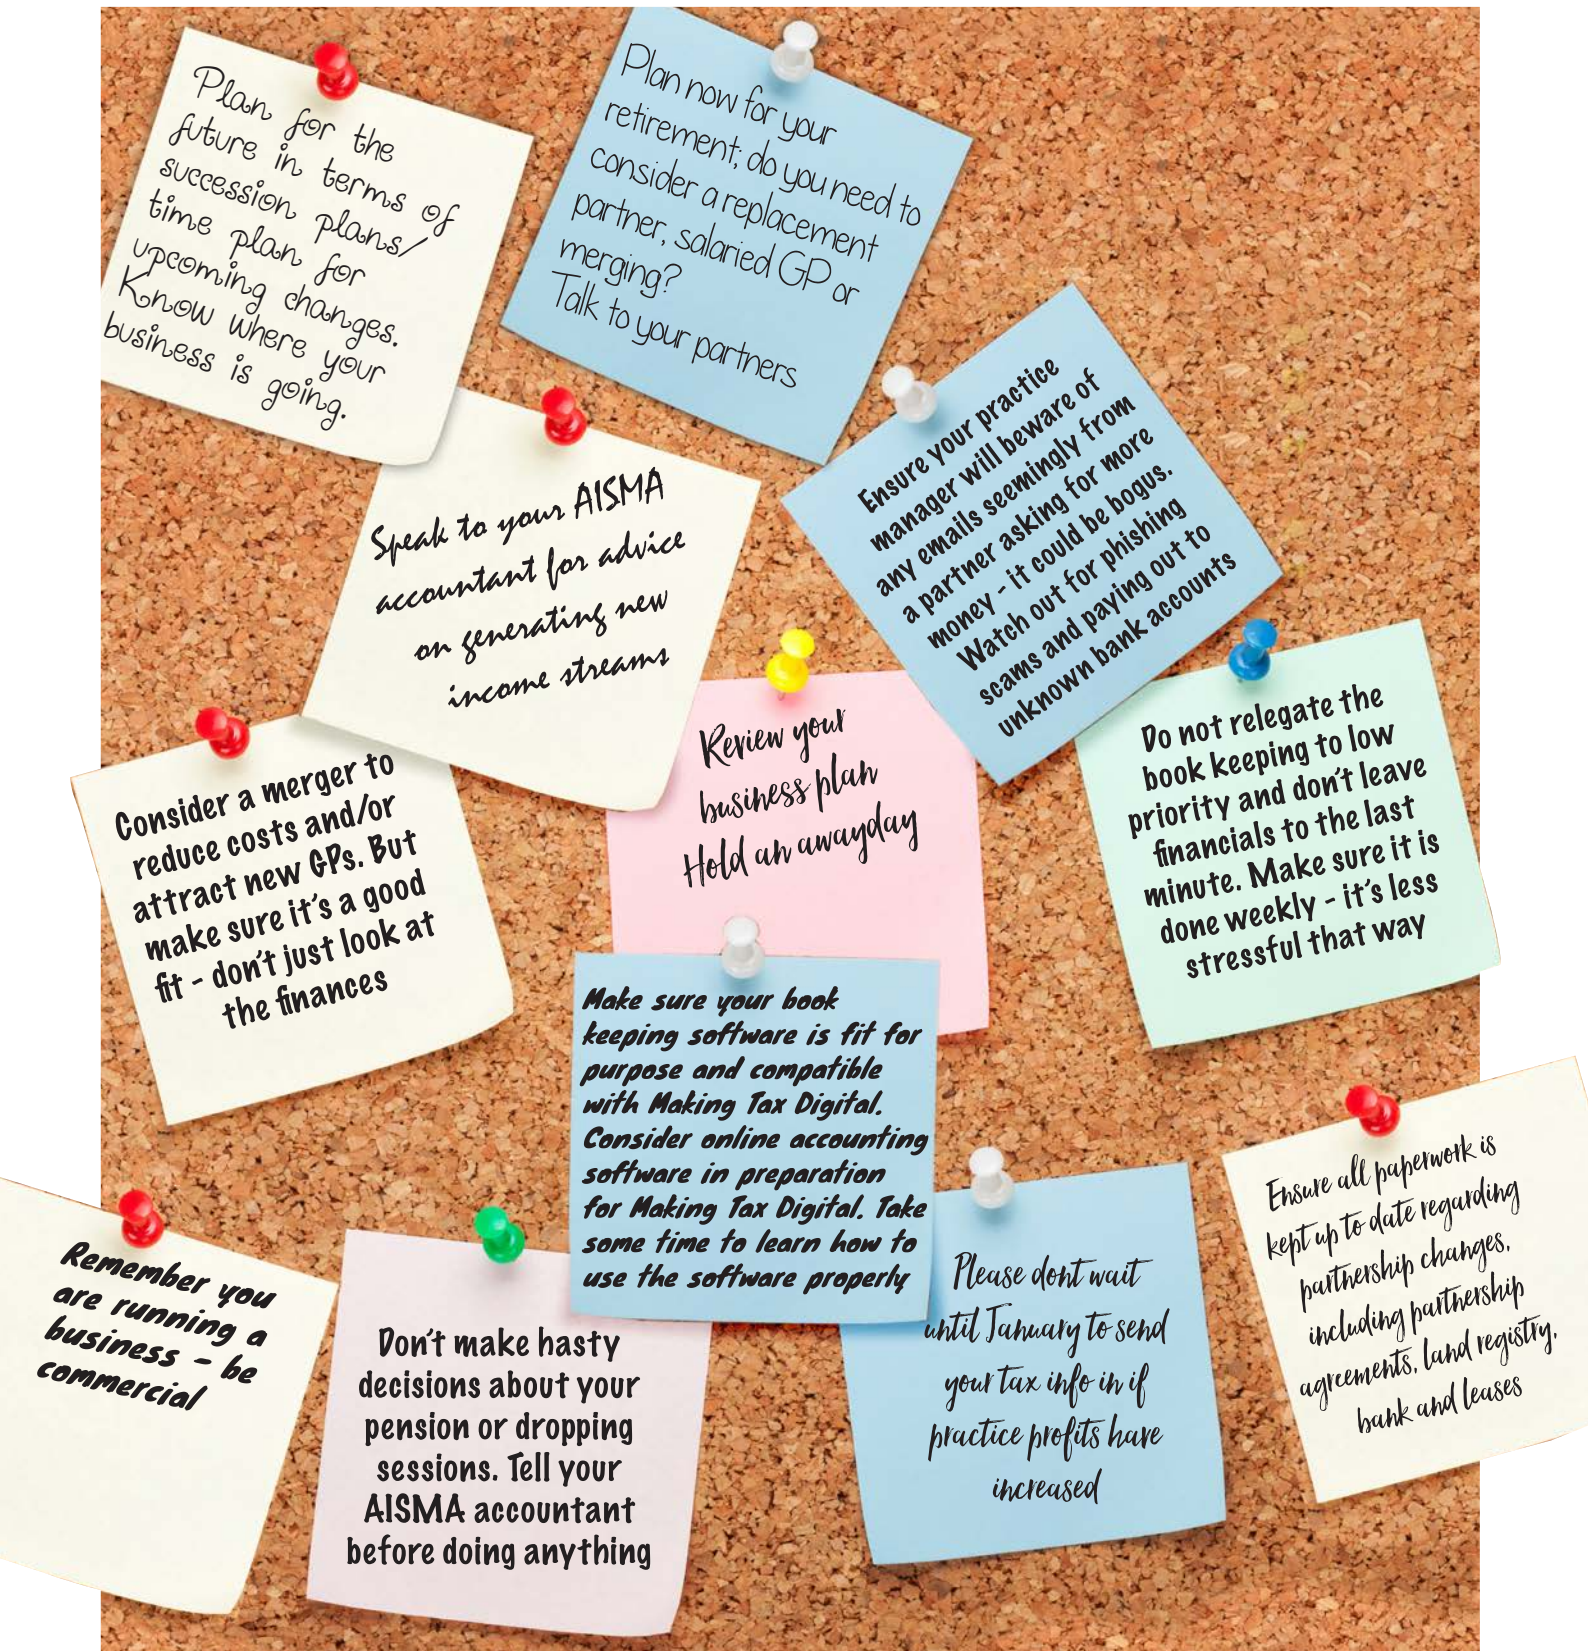 Plan for the
future in terms of
succession plans/
time plan for
upcoming changes.
Know where your
business is going.
Plan now for your
retirement; do you need to
consider a replacement
partner, salaried GP or
merging?
Talk to your partners
Ensure your practice
manager will beware of
any emails seemingly from
a partner asking for more
money - it could be bogus.
Watch out for phishing
scams and paying out to
unknown bank accounts
Speak to your AISMA
accountant for advice
on generating new
income streams
Consider a merger to
reduce costs and/or
attract new GPs. But
make sure it's a good
fit - don't just look at
the finances
Review your
business plan
Hold an awayday
Do not relegate the
book keeping to low
priority and don't leave
financials to the last
minute. Make sure it is
done weekly - it's less
stressful that way
Make sure your book
keeping software is fit for
purpose and compatible
with Making Tax Digital.
Consider online accounting
software in preparation
for Making Tax Digital. Take
some time to learn how to
use the software properly
Remember you
are running a
business - be
commercial
Don't make hasty
decisions about your
pension or dropping
sessions. Tell your
AISMA accountant
before doing anything
Please dont wait
until January to send
your tax info in if
practice profits have
increased
Ensure all paperwork is
kept up to date regarding
partnership changes,
including partnership
agreements, land registry,
bank and leases